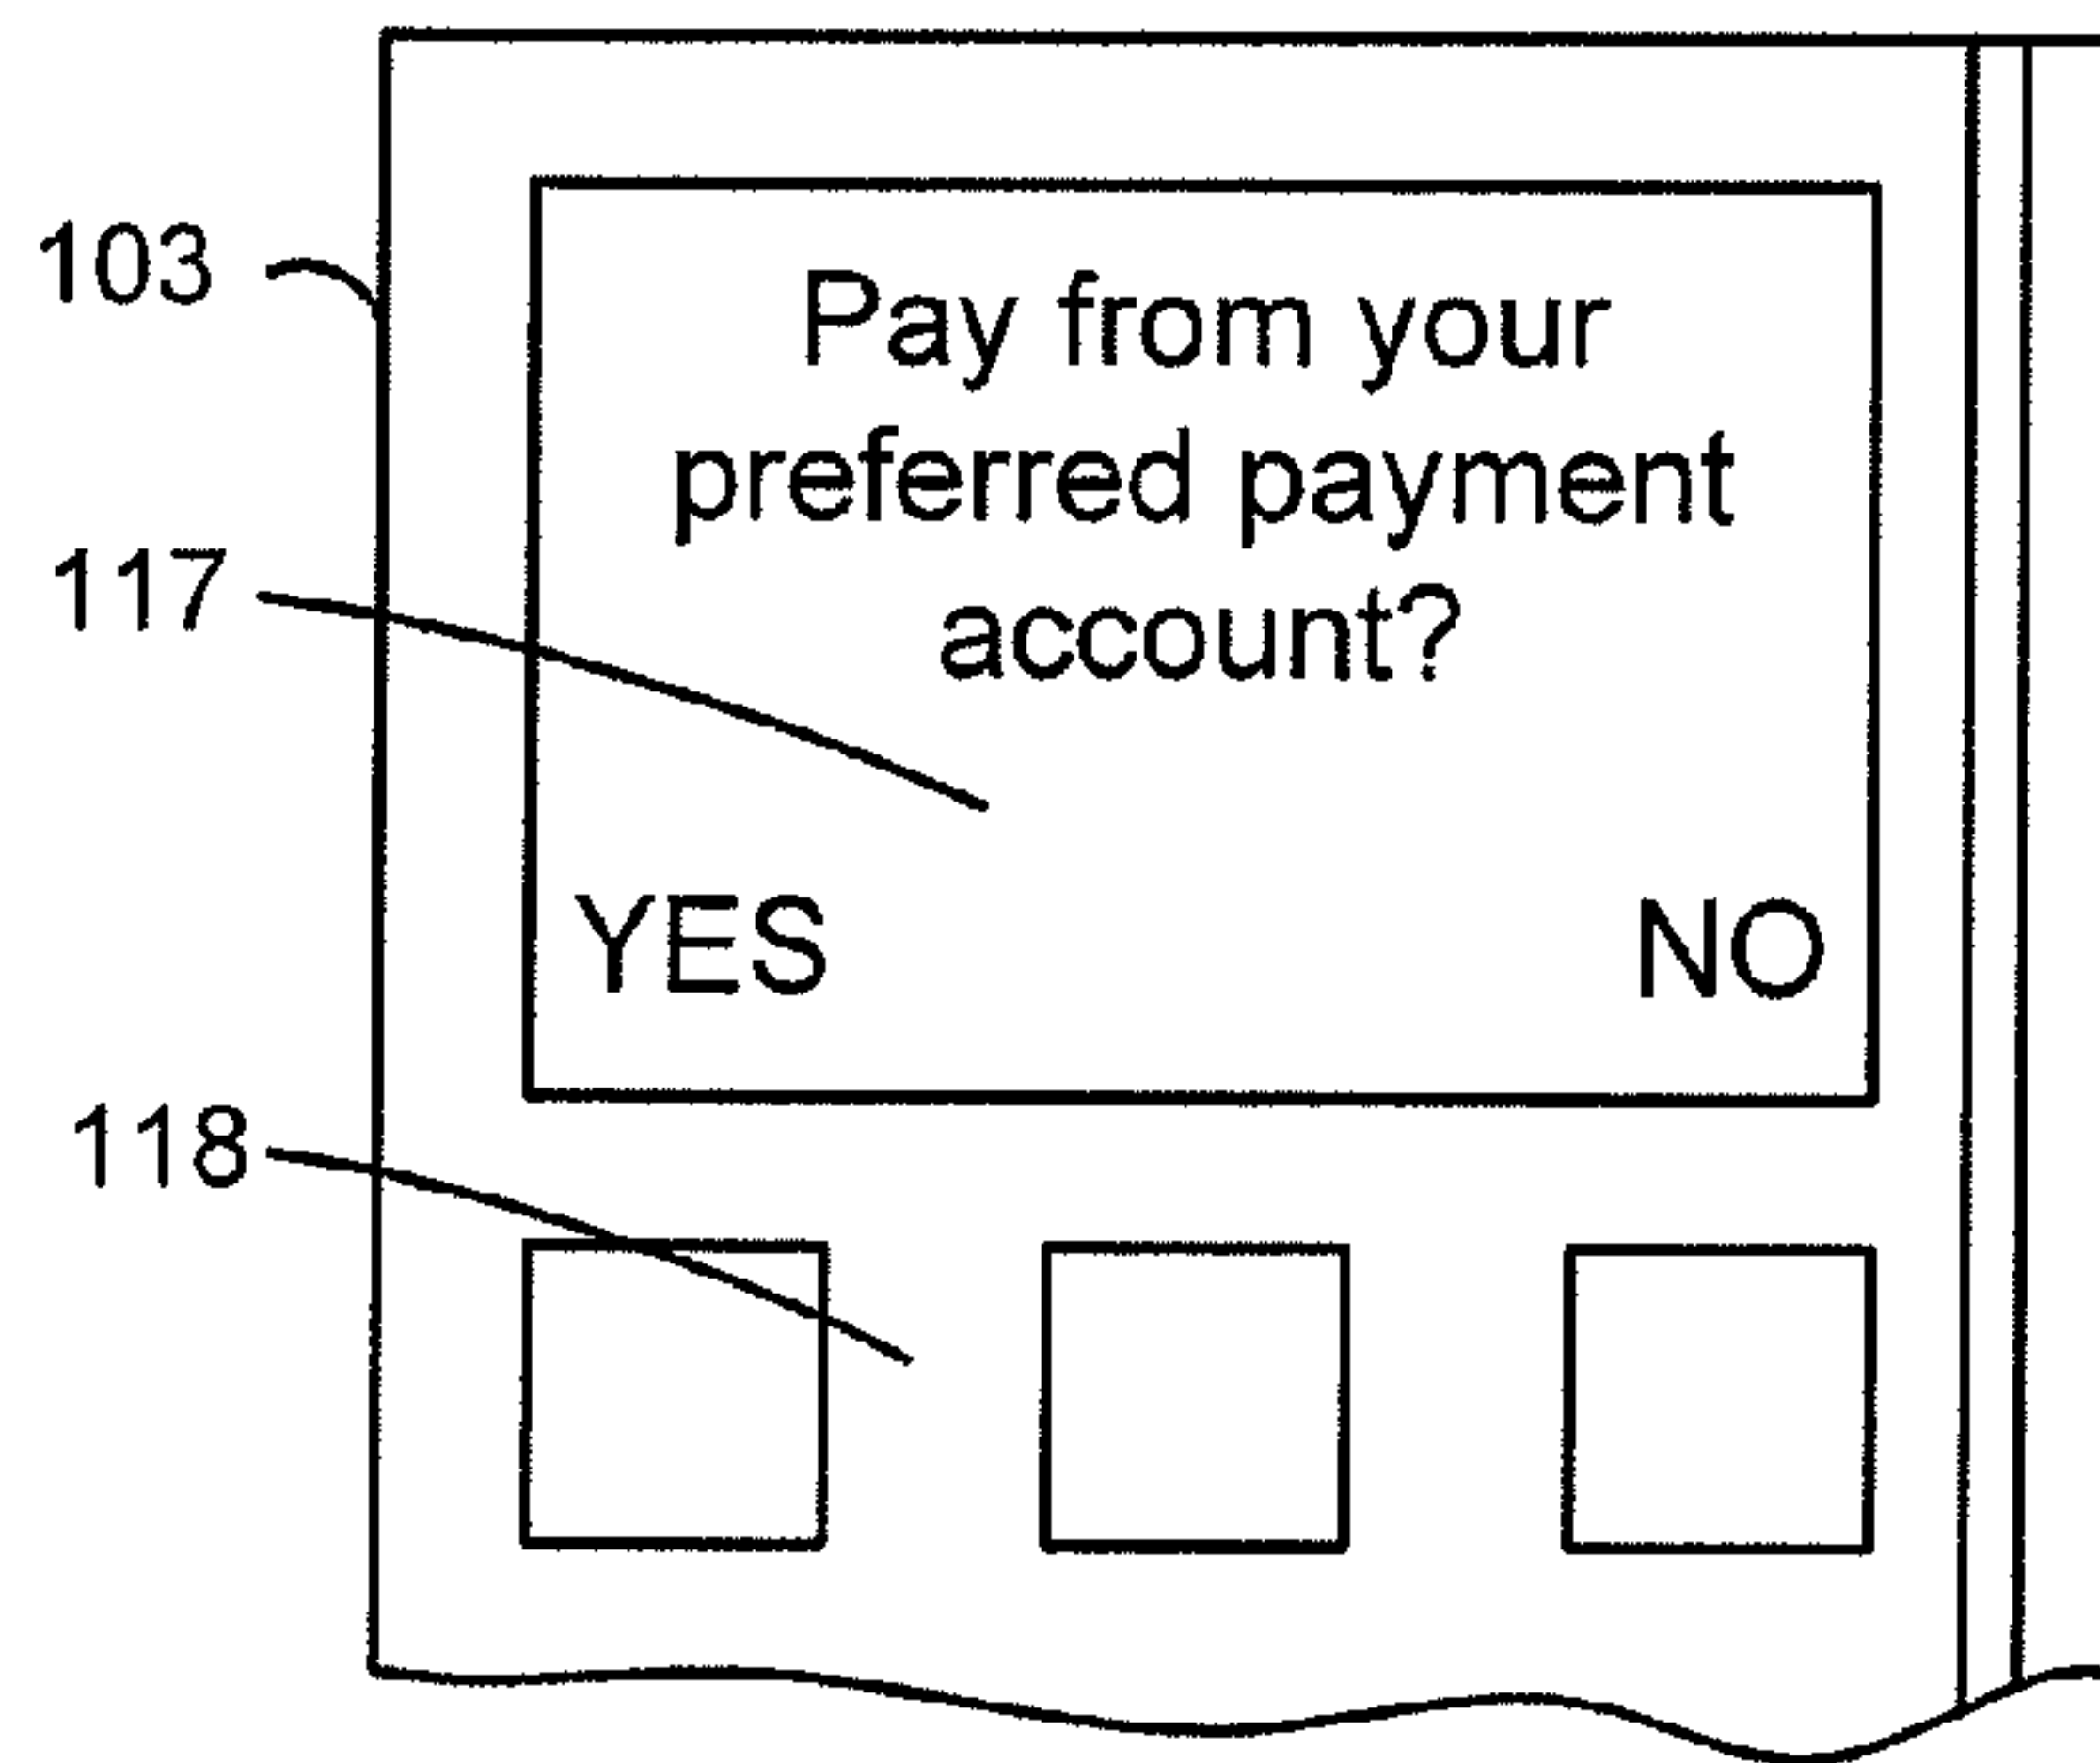 103
Pay from your
preferred payment
account?
117
YES NO
118